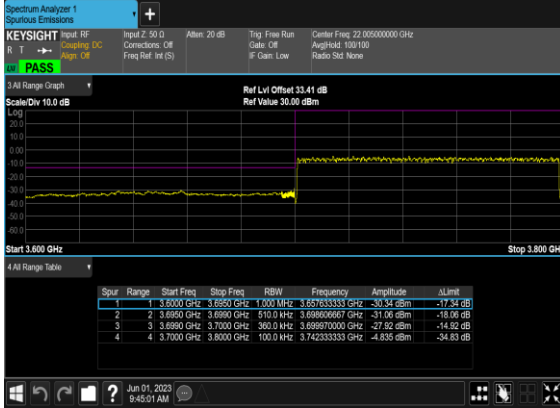 Spectrum Analyzer 1
Spurious Emissions
+
KEYSIGHT Input: RF Input Z: 50 Ω Atten: 20 dB Trig: Free Run Center Freq: 22.005000000 GHz
R T Coupling: DC Corrections: Off Gate: Off Avg|Hold: 100/100
Align: Off Freq Ref: Int (S) IF Gain: Low Radio Std: None
PASS
3 All Range Graph
Ref Lvl Offset 33.41 dB
Scale/Div 10.0 dB Ref Value 30.00 dBm
Log
20.0
10.0
0.00
-10.0
-20.0
-30.0
-40.0
-50.0
-60.0
Start 3.600 GHz Stop 3.800 GH
4 All Range Table
Spur Range Start Freq Stop Freq RBW Frequency Amplitude ΔLimit
1 1 3.6000 GHz 3.6950 GHz 1.000 MHz 3.657633333 GHz -30.34 dBm -17.34 dB
2 2 3.6950 GHz 3.6990 GHz 510.0 kHz 3.698606667 GHz -31.06 dBm -18.06 dB
3 3 3.6990 GHz 3.7000 GHz 360.0 kHz 3.699970000 GHz -27.92 dBm -14.92 dB
4 4 3.7000 GHz 3.8000 GHz 100.0 kHz 3.742333333 GHz -4.835 dBm -34.83 dB
? Jun 01, 2023
9:45:01 AM